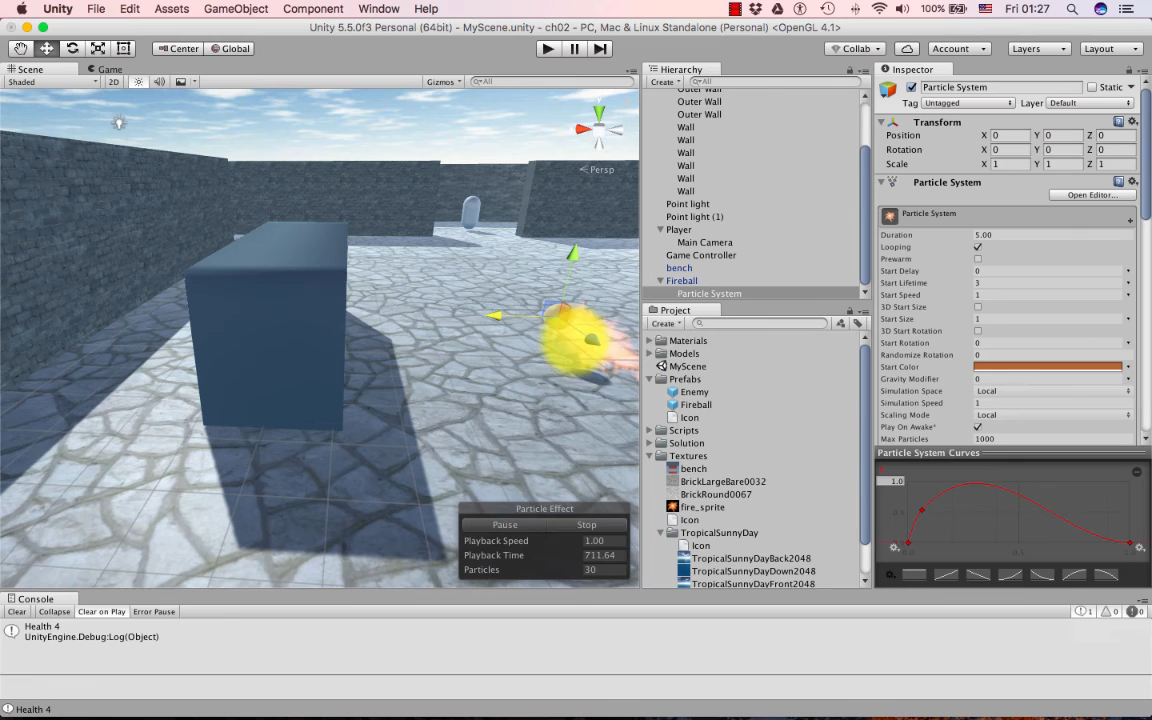 Unity File Edit Assets GameObject Component Window Help 100% Fri 01:27
Unity 5.5.0f3 Personal (64bit) - MyScene.unity - ch02 - PC, Mac & Linux Standalone (Personal) <OpenGL 4.1>
Center Global Collab Account Layers Layout
Scene Game
Shaded 2D Gizmos All
Persp
Particle Effect
Pause Stop
Playback Speed 1.00
Playback Time 711.64
Particles 30
Hierarchy
Create All
Outer Wall
Outer Wall
Outer Wall
Wall
Wall
Wall
Wall
Wall
Wall
Point light
Point light (1)
Player
Main Camera
Game Controller
bench
Fireball
Particle System
Project
Create
Materials
Models
MyScene
Prefabs
Enemy
Fireball
Icon
Scripts
Solution
Textures
bench
BrickLargeBare0032
BrickRound0067
fire_sprite
Icon
TropicalSunnyDay
Icon
TropicalSunnyDayBack2048
TropicalSunnyDayDown2048
TropicalSunnyDayFront2048
Inspector
Particle System Static
Tag Untagged Layer Default
Transform
Position X 0 Y 0 Z 0
Rotation X 0 Y 0 Z 0
Scale X 1 Y 1 Z 1
Particle System
Open Editor...
Particle System
Duration 5.00
Looping
Prewarm
Start Delay 0
Start Lifetime 3
Start Speed 1
3D Start Size
Start Size 1
3D Start Rotation
Start Rotation 0
Randomize Rotation 0
Start Color
Gravity Modifier 0
Simulation Space Local
Simulation Speed 1
Scaling Mode Local
Play On Awake*
Max Particles 1000
Particle System Curves
1.0
Console
Clear Collapse Clear on Play Error Pause 1 0 0
Health 4
UnityEngine.Debug:Log(Object)
Health 4